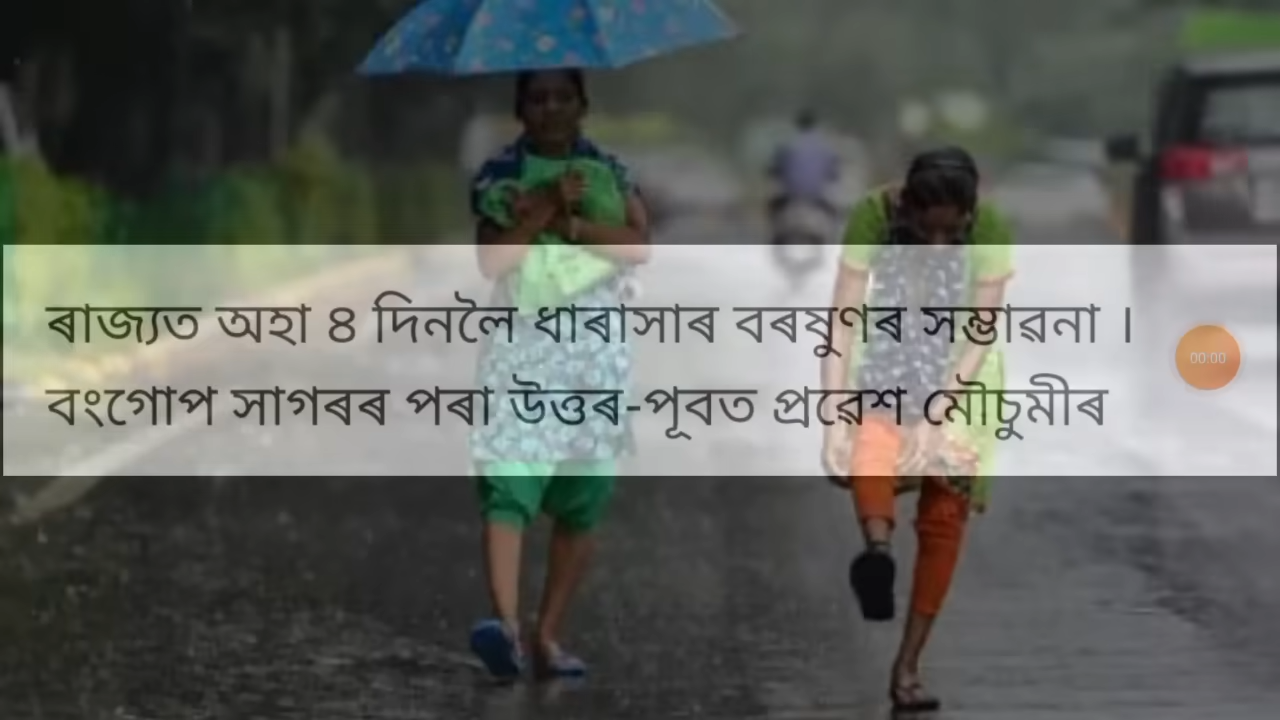 ৰাজ্যত অহা ৪ দিনলৈ ধাৰাসাৰ বৰষুণৰ সম্ভাৱনা ।
বংগোপ সাগৰৰ পৰা উত্তৰ-পূবত প্ৰৱেশ মৌচুমীৰ
00:00